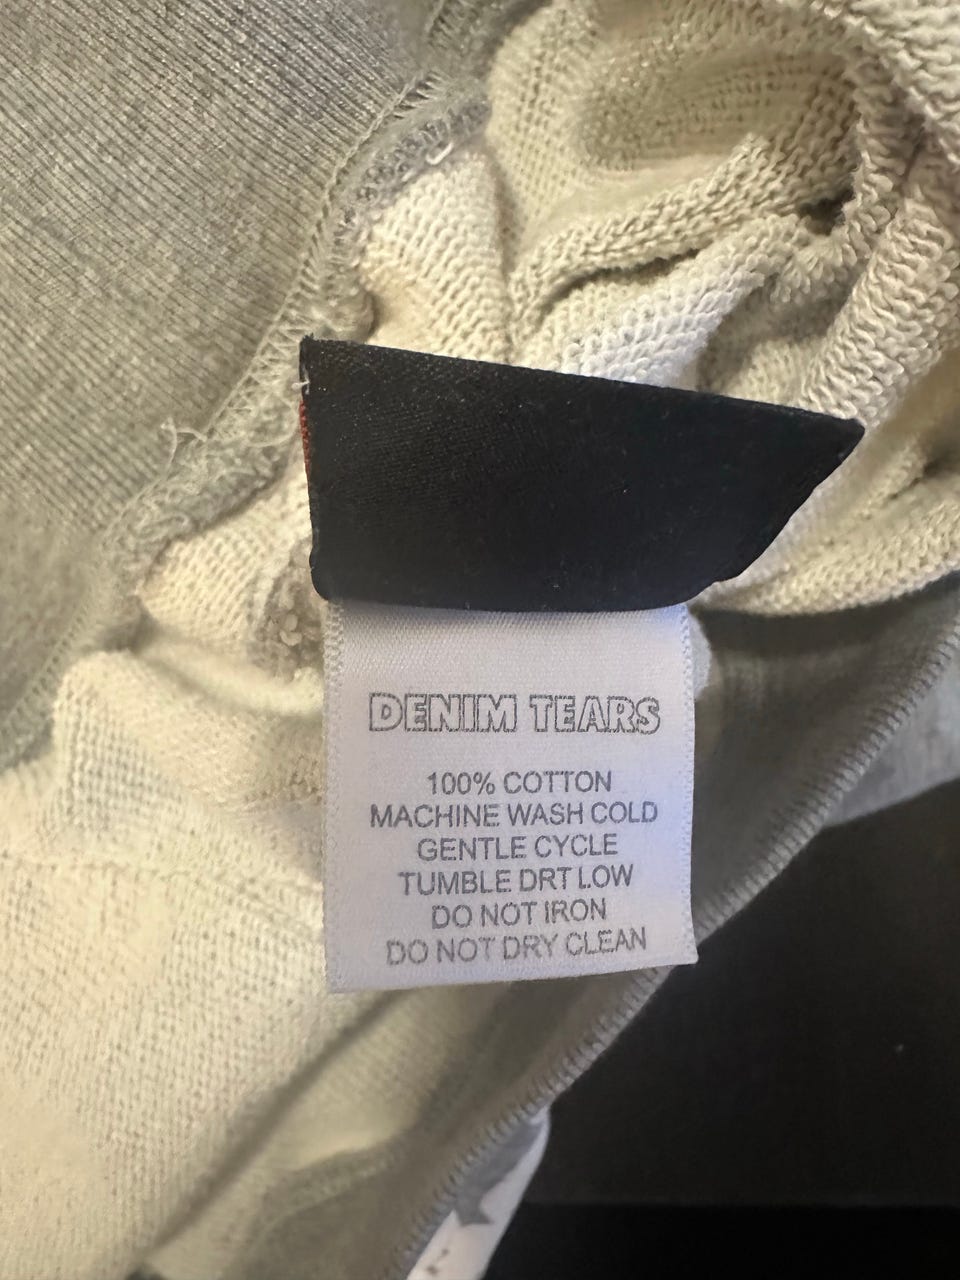 DENIM TEARS
100% COTTON
MACHINE WASH COLD
GENTLE CYCLE
TUMBLE DRT LOW
DO NOT IRON
DO NOT DRY CLEAN